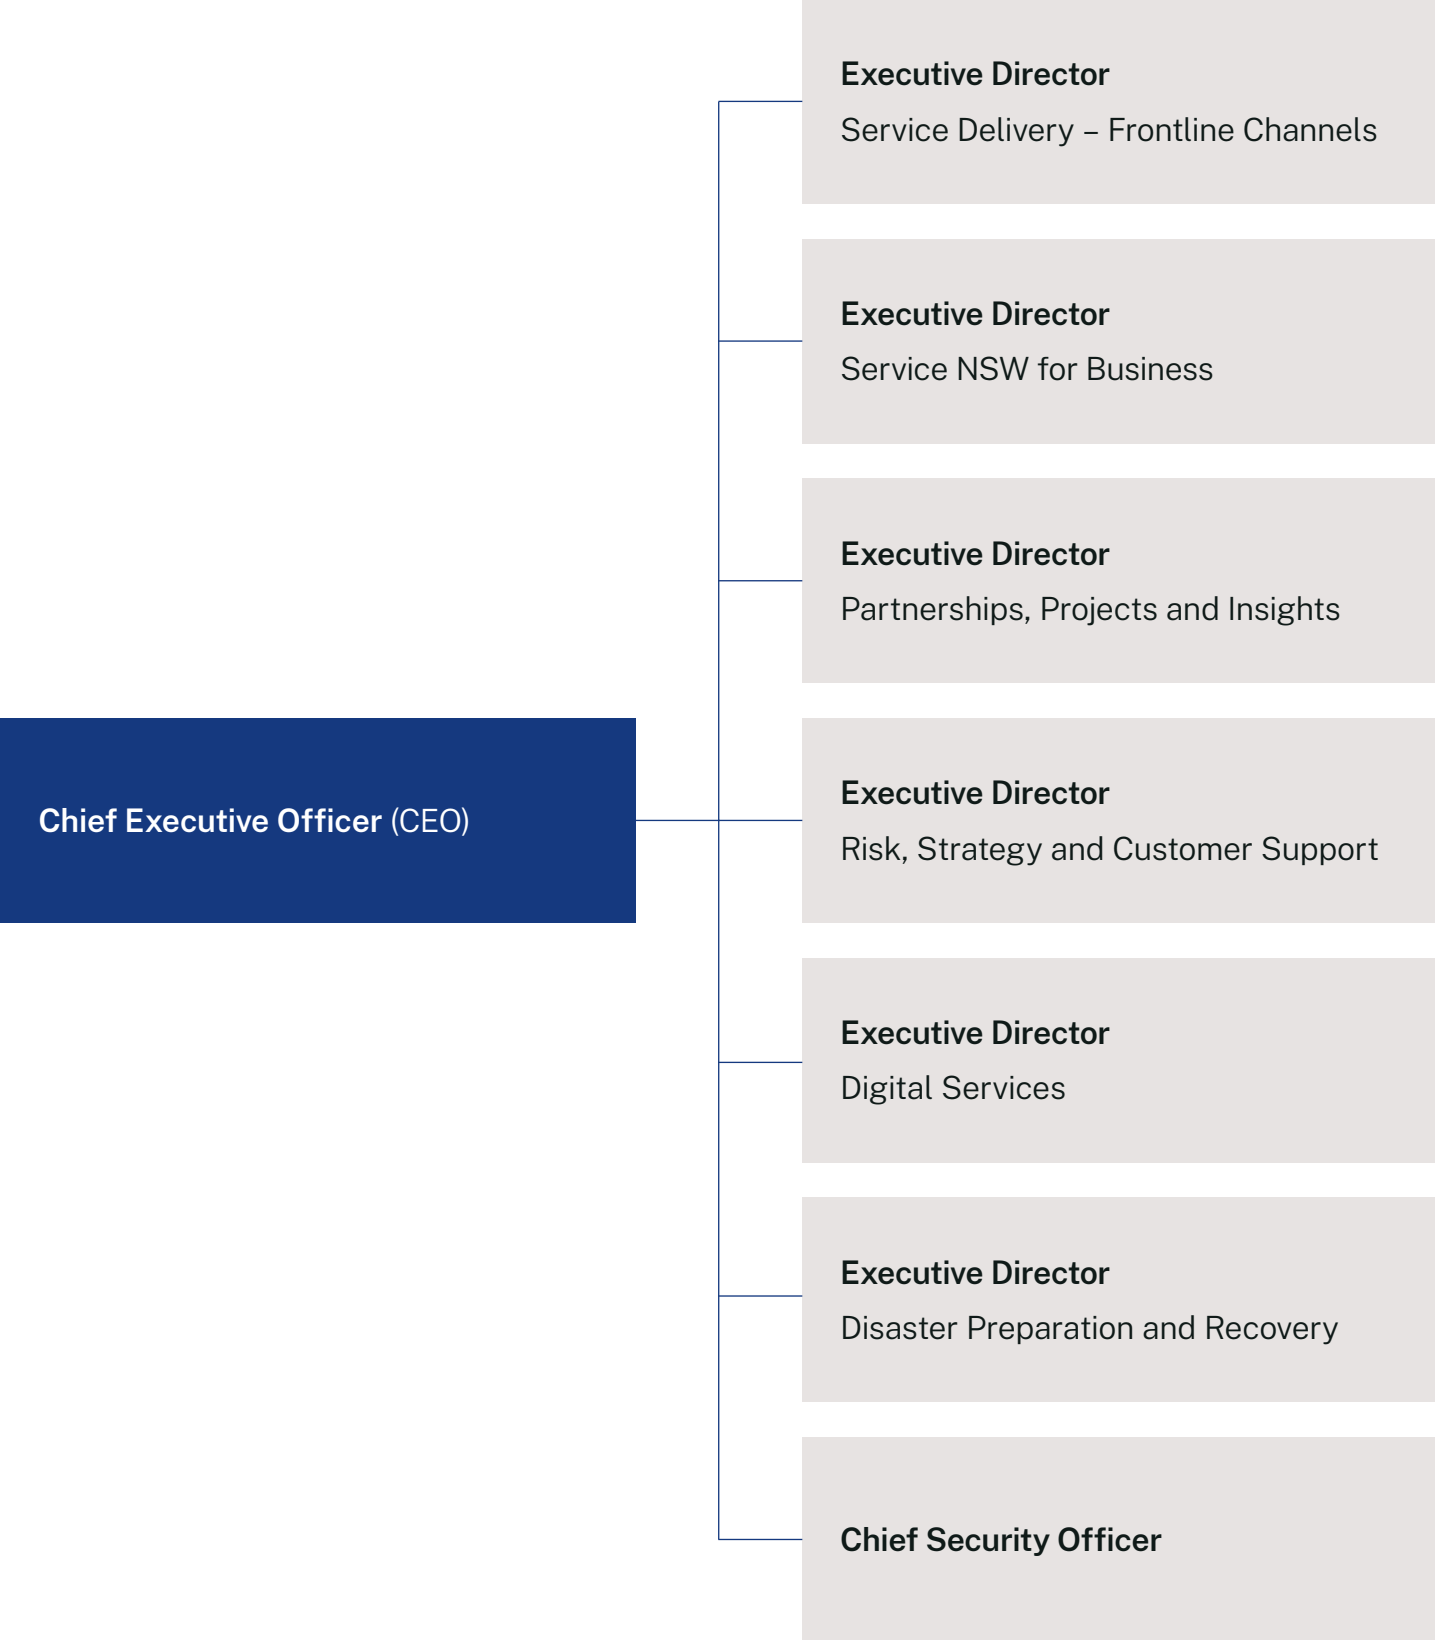 Executive Director
Service Delivery – Frontline Channels
Executive Director
Service NSW for Business
Executive Director
Partnerships, Projects and Insights
Chief Executive Officer (CEO)
Executive Director
Risk, Strategy and Customer Support
Executive Director
Digital Services
Executive Director
Disaster Preparation and Recovery
Chief Security Officer